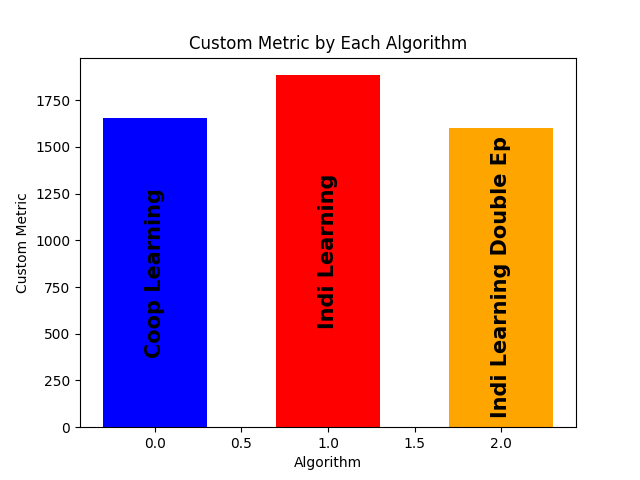 Custom Metric by Each Algorithm
Custom Metric
1750
1500
1250
1000
750
500
250
0
Coop Learning
Indi Learning
Indi Learning Double Ep
0.0
0.5
1.0
1.5
2.0
Algorithm